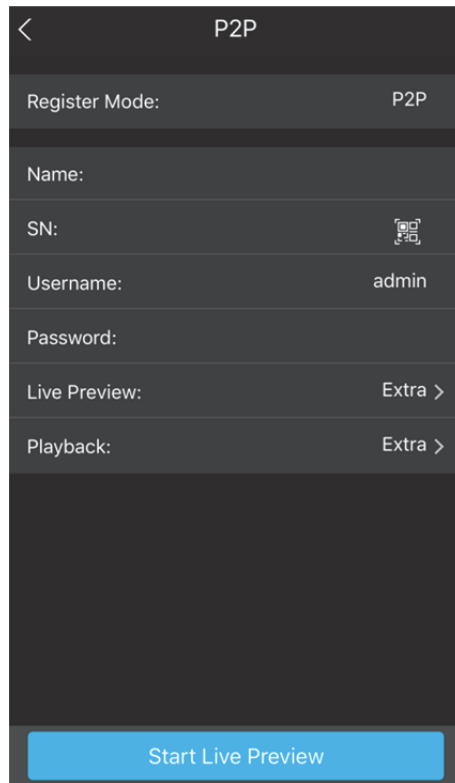 P2P
Register Mode: P2P
Name:
SN:
Username: admin
Password:
Live Preview: Extra
Playback: Extra
Start Live Preview